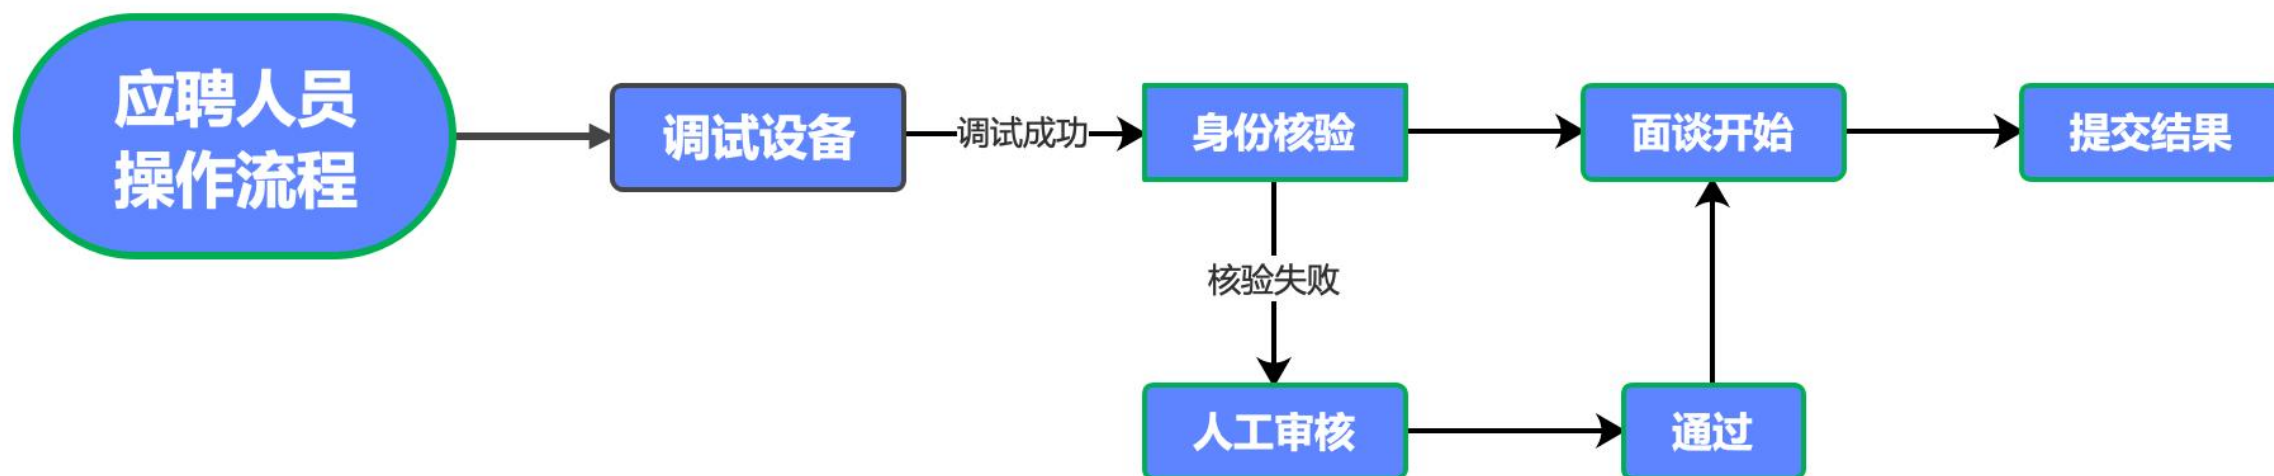 应聘人员
操作流程
调试设备
调试成功
身份核验
面谈开始
提交结果
核验失败
人工审核
通过